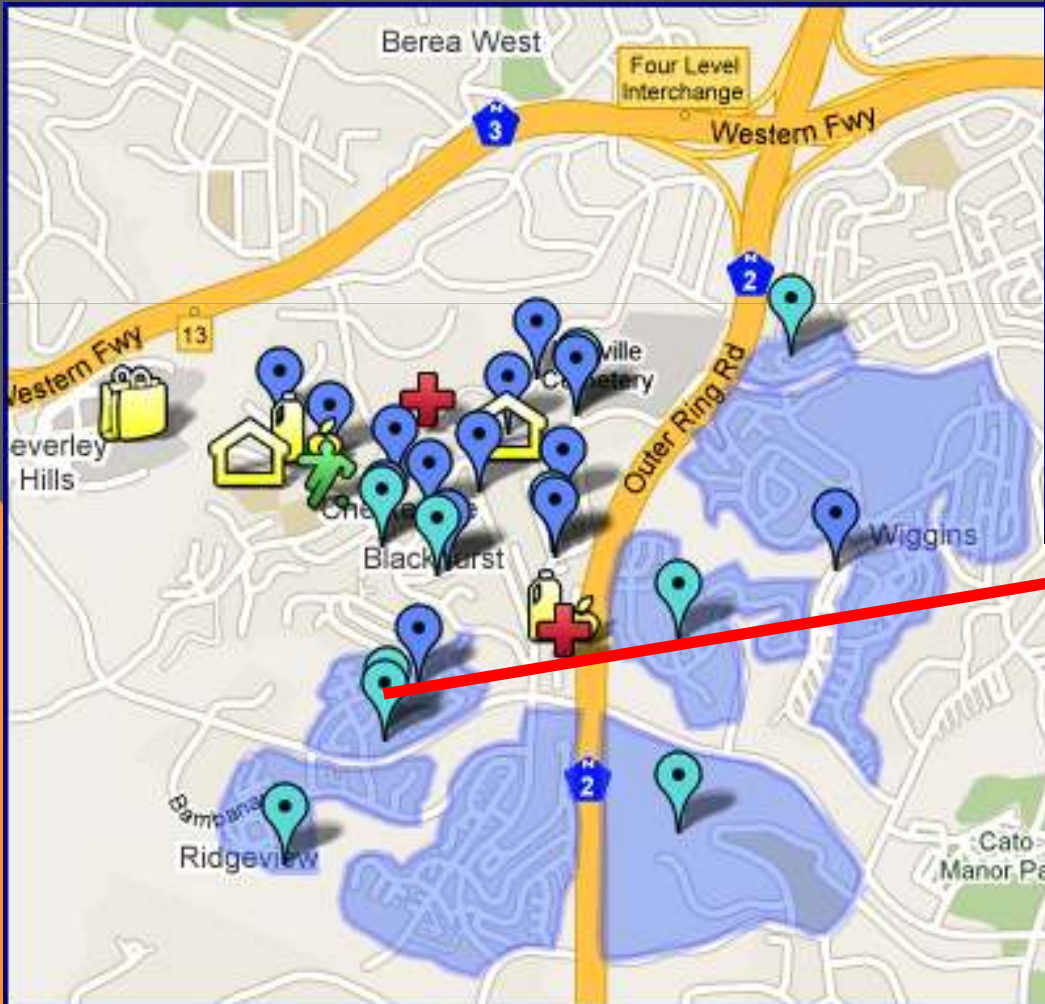 Berea West
Four Level
Interchange
N
3
Western Fwy
N
2
13
Western Fwy
Cemetery
Outer Ring Rd
everley
Hills
Wiggins
Blackhurst
N
2
Ridgeview
Cato
Manor Pa